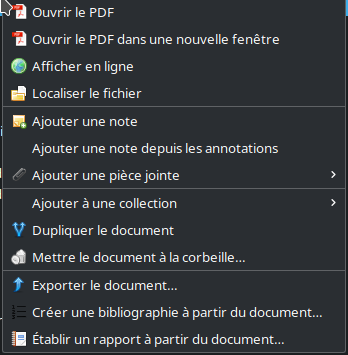 Ouvrir le PDF
Ouvrir le PDF dans une nouvelle fenêtre
Afficher en ligne
Localiser le fichier
Ajouter une note
Ajouter une note depuis les annotations
Ajouter une pièce jointe
Ajouter à une collection
Dupliquer le document
Mettre le document à la corbeille…
Exporter le document…
Créer une bibliographie à partir du document…
Établir un rapport à partir du document…